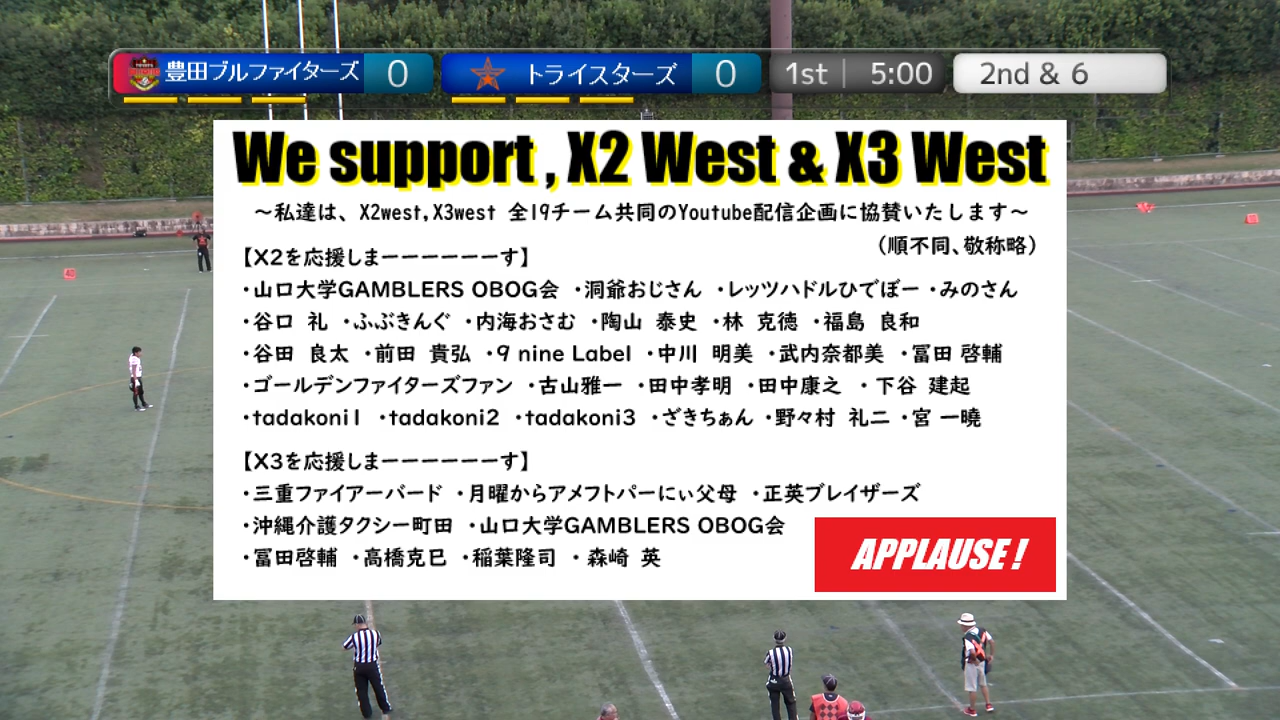 豊田ブルファイターズ 0 トライスターズ 0 1st 5:00 2nd & 6
We support , X2 West & X3 West
～私達は、X2west,X3west 全19チーム共同のYoutube配信企画に協賛いたします～
（順不同、敬称略）
【X2を応援しまーーーーーーす】
・山口大学GAMBLERS OBOG会 ・洞爺おじさん ・レッツハドルひでぼー ・みのさん
・谷口 礼 ・ふぶきんぐ ・内海おさむ ・陶山 泰史 ・林 克徳 ・福島 良和
・谷田 良太 ・前田 貴弘 ・9 nine Label ・中川 明美 ・武内奈都美 ・冨田 啓輔
・ゴールデンファイターズファン ・古山雅一 ・田中孝明 ・田中康之 ・下谷 建起
・tadakoni1 ・tadakoni2 ・tadakoni3 ・ざきちぁん ・野々村 礼二 ・宮 一曉
【X3を応援しまーーーーーーす】
・三重ファイアーバード ・月曜からアメフトバーにぃ父母 ・正英ブレイザーズ
・沖縄介護タクシー町田 ・山口大学GAMBLERS OBOG会
・冨田啓輔 ・高橋克巳 ・稲葉隆司 ・森崎 英
APPLAUSE !